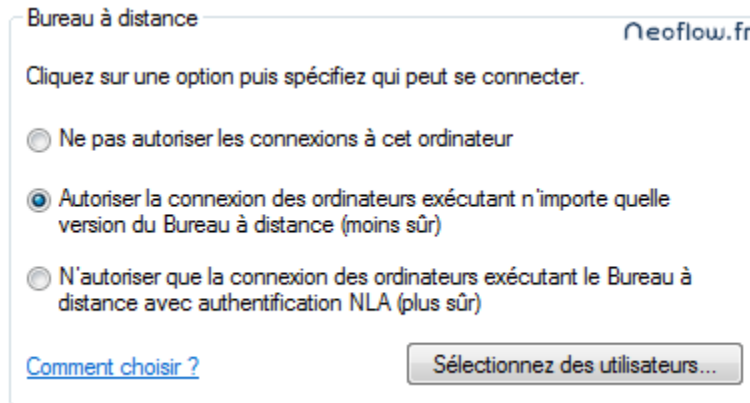 Bureau à distance
Neoflow.fr
Cliquez sur une option puis spécifiez qui peut se connecter.
Ne pas autoriser les connexions à cet ordinateur
Autoriser la connexion des ordinateurs exécutant n'importe quelle
version du Bureau à distance (moins sûr)
N'autoriser que la connexion des ordinateurs exécutant le Bureau à
distance avec authentification NLA (plus sûr)
Comment choisir ?
Sélectionnez des utilisateurs...